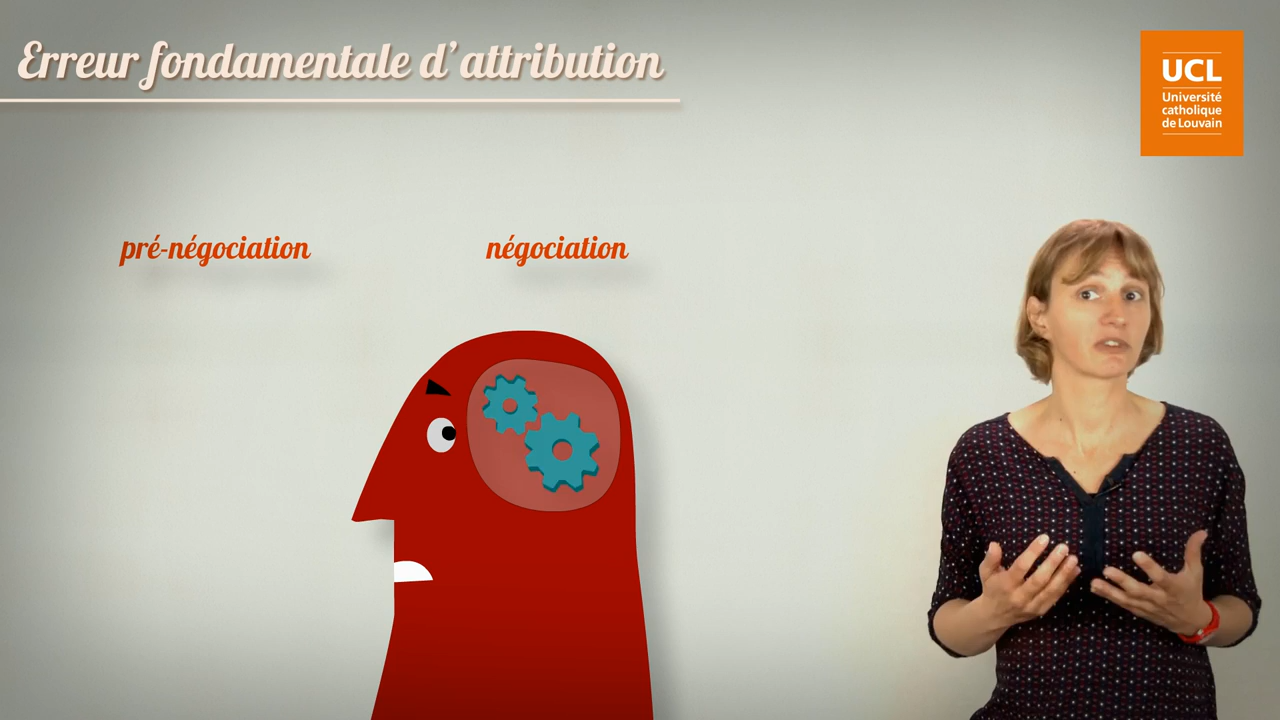 Erreur fondamentale d'attribution
UCL
Université
catholique
de Louvain
pré-négociation
négociation